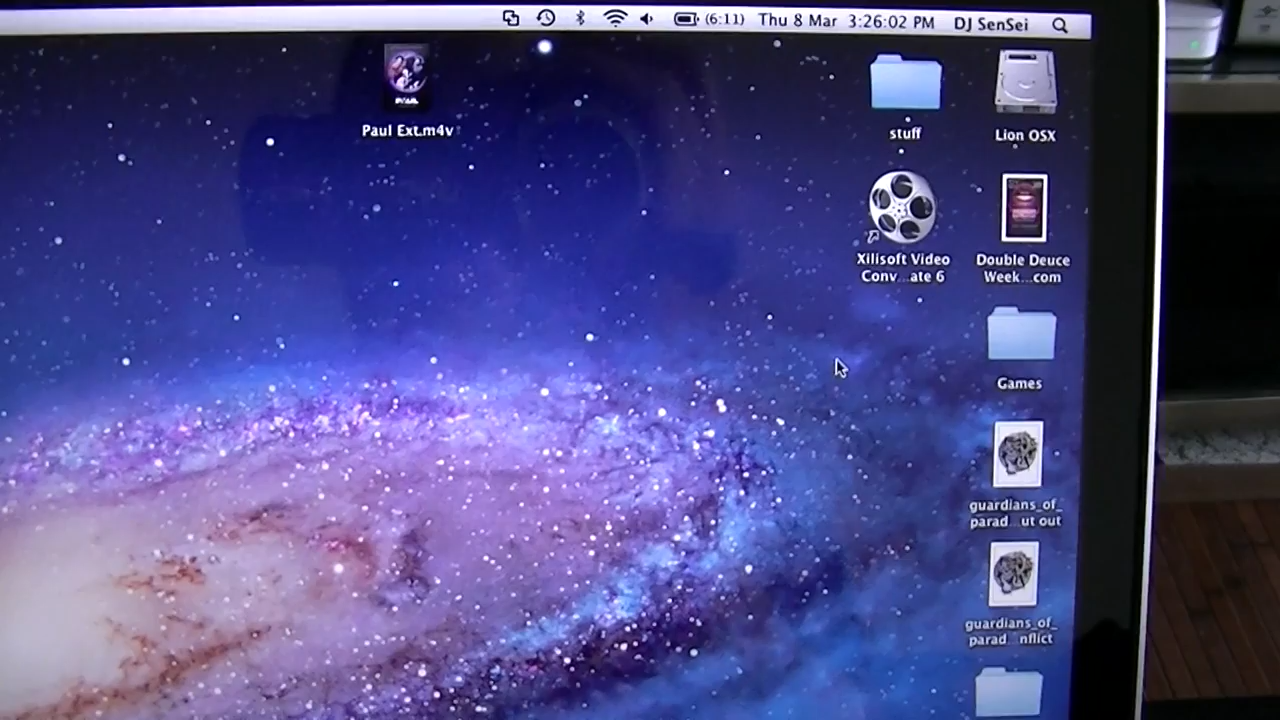 (6:11) Thu 8 Mar 3:26:02 PM DJ SenSei
Paul Ext.m4v
stuff
Lion OSX
Xilisoft Video
Conv...ate 6
Double Deuce
Week...com
Games
guardians_of_
parad...ut out
guardians_of_
parad...nflict